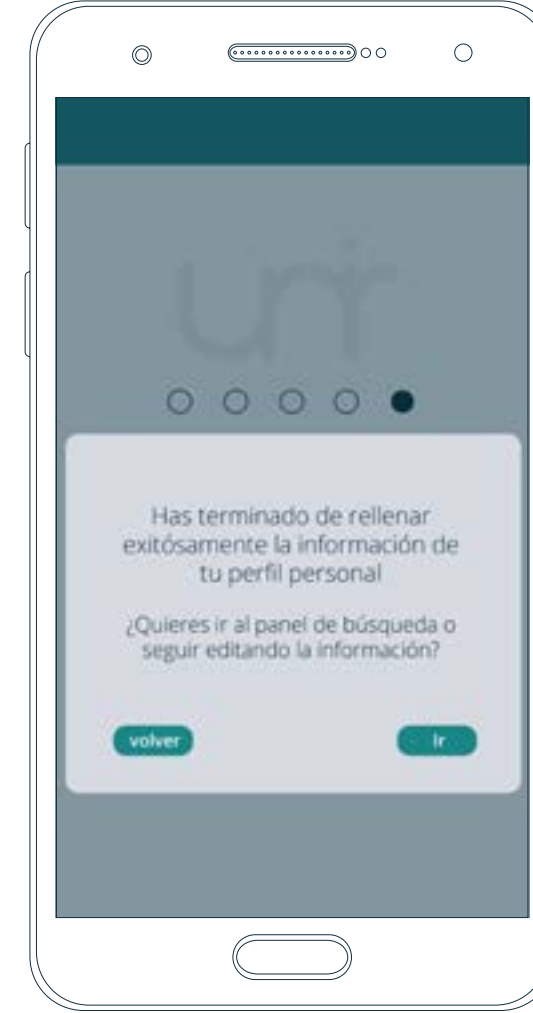 unir
Has terminado de rellenar
exitósamente la información de
tu perfil personal
¿Quieres ir al panel de búsqueda o
seguir editando la información?
volver
Ir